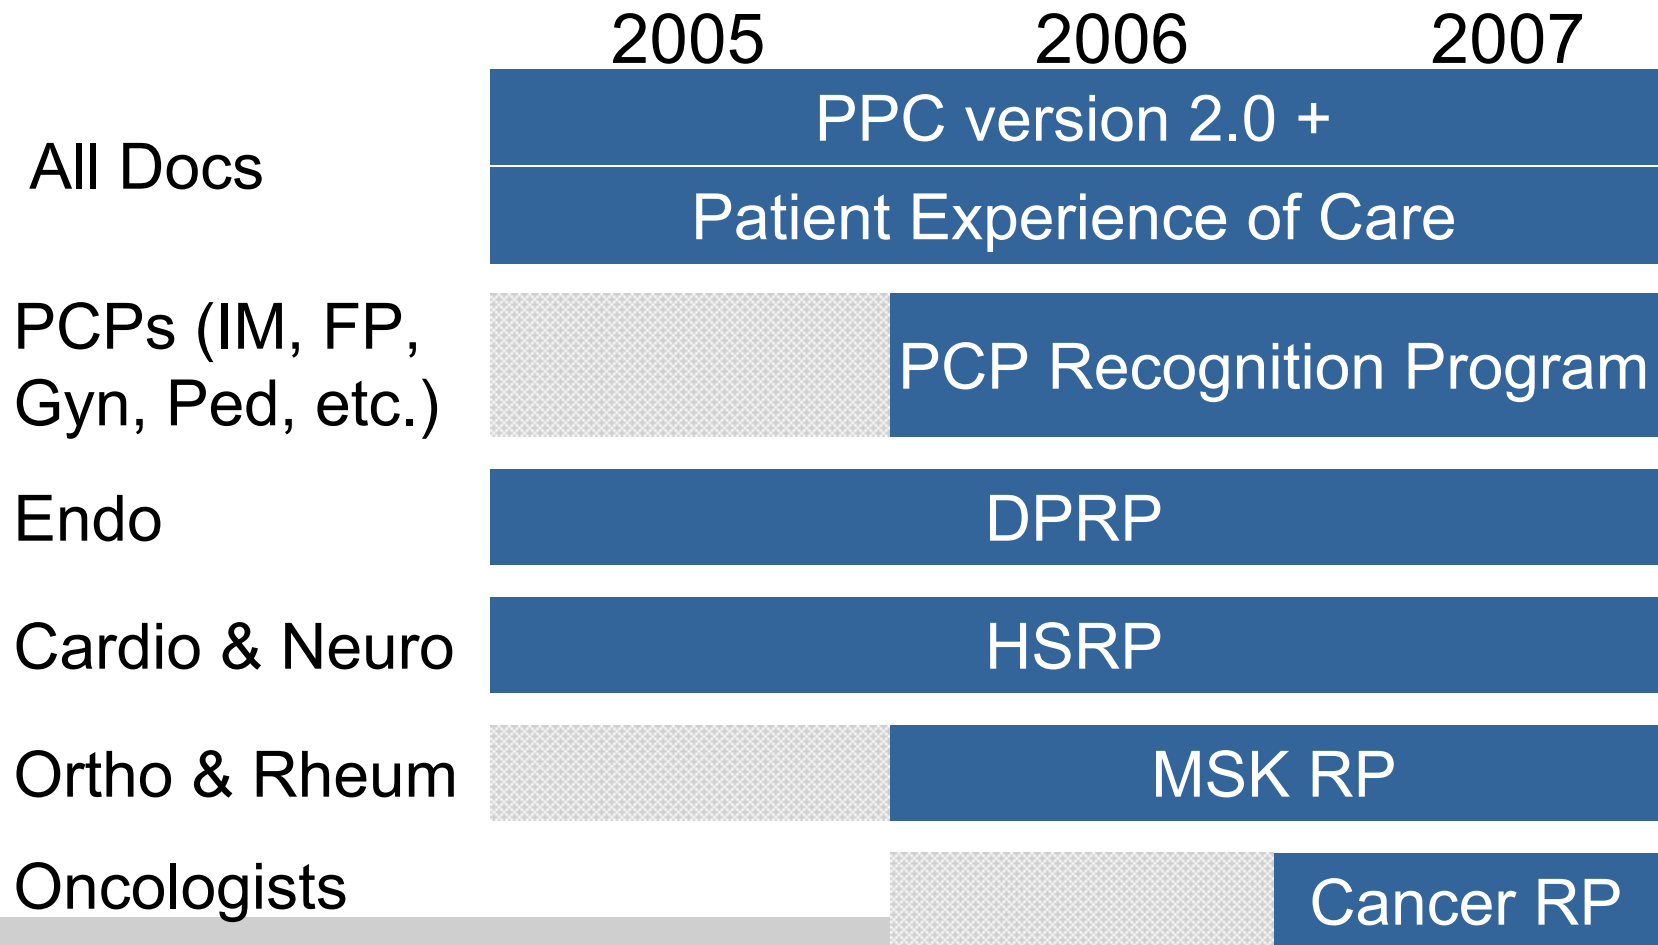 2005 2006 2007
All Docs
PPC version 2.0 +
Patient Experience of Care
PCPs (IM, FP,
Gyn, Ped, etc.)
PCP Recognition Program
Endo
DPRP
Cardio & Neuro
HSRP
Ortho & Rheum
MSK RP
Oncologists
Cancer RP